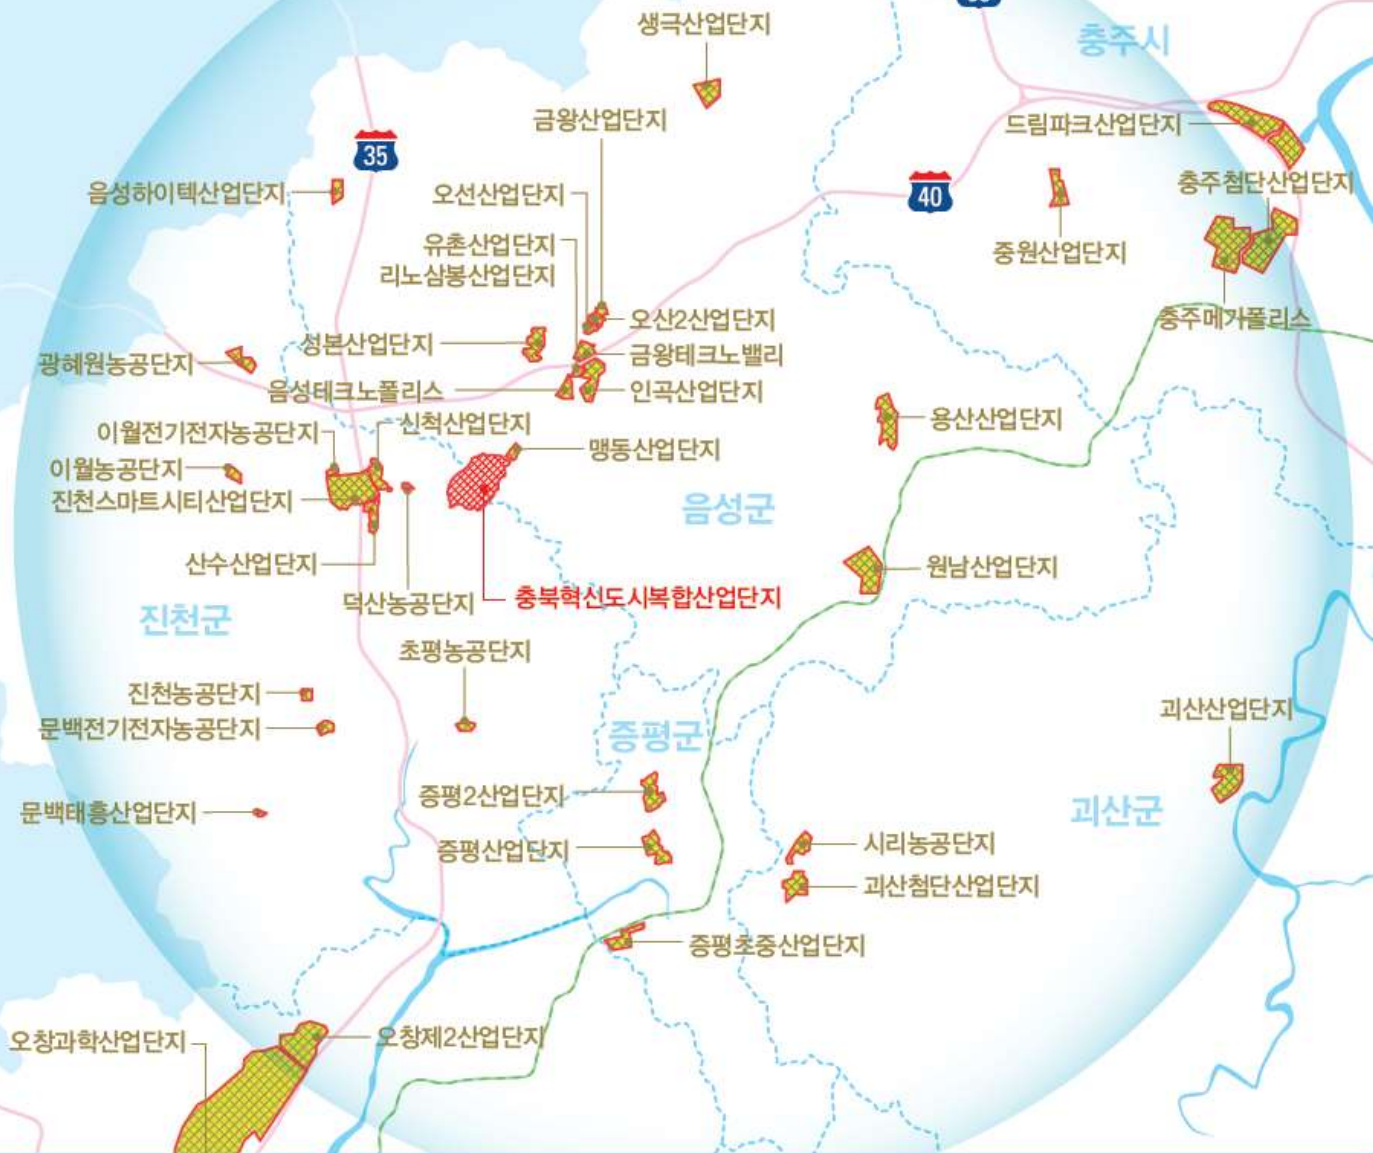 생극산업단지
충주시
금왕산업단지
드림파크산업단지
35
음성하이텍산업단지
오선산업단지
40
충주첨단산업단지
유촌산업단지
리노삼봉산업단지
중원산업단지
오산2산업단지
충주메가폴리스
성본산업단지
금왕테크노밸리
광혜원농공단지
음성테크노폴리스
인곡산업단지
신척산업단지
용산산업단지
이월전기전자농공단지
맹동산업단지
이월농공단지
진천스마트시티산업단지
음성군
산수산업단지
원남산업단지
덕산농공단지
충북혁신도시복합산업단지
진천군
초평농공단지
진천농공단지
괴산산업단지
문백전기전자농공단지
증평군
증평2산업단지
괴산군
문백태흥산업단지
증평산업단지
시리농공단지
괴산첨단산업단지
증평초중산업단지
오창과학산업단지
오창제2산업단지